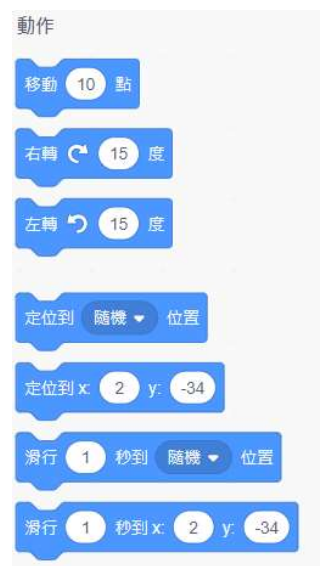 動作
移動 10 點
右轉 15 度
左轉 15 度
定位到 隨機 位置
定位到 x: 2 y: -34
滑行 1 秒到 隨機 位置
滑行 1 秒到 x: 2 y: -34